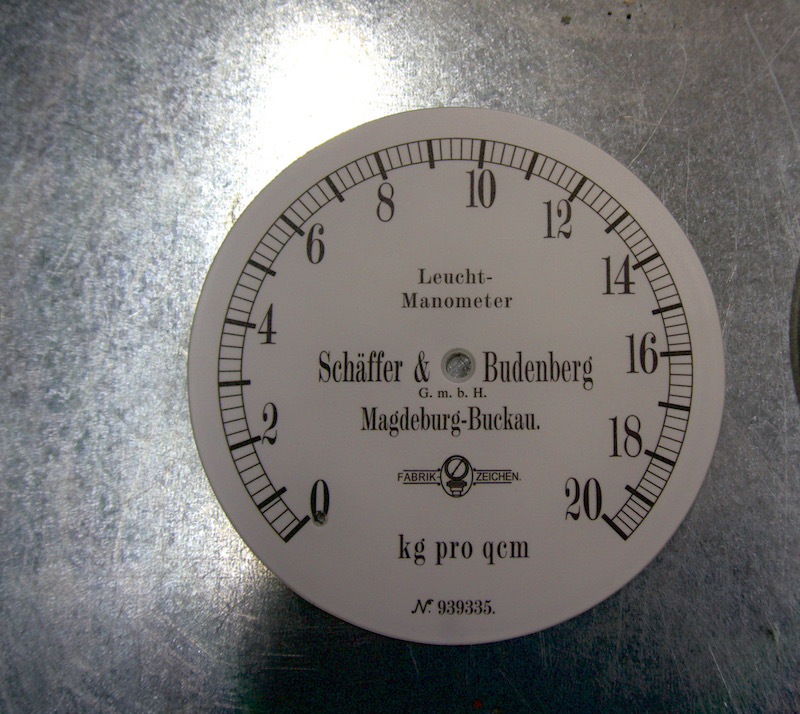 0
2
4
6
8
10
12
14
16
18
20
Leucht-
Manometer
Schäffer & Budenberg
G. m. b. H.
Magdeburg-Buckau.
FABRIK- ZEICHEN.
kg pro qcm
№ 939335.